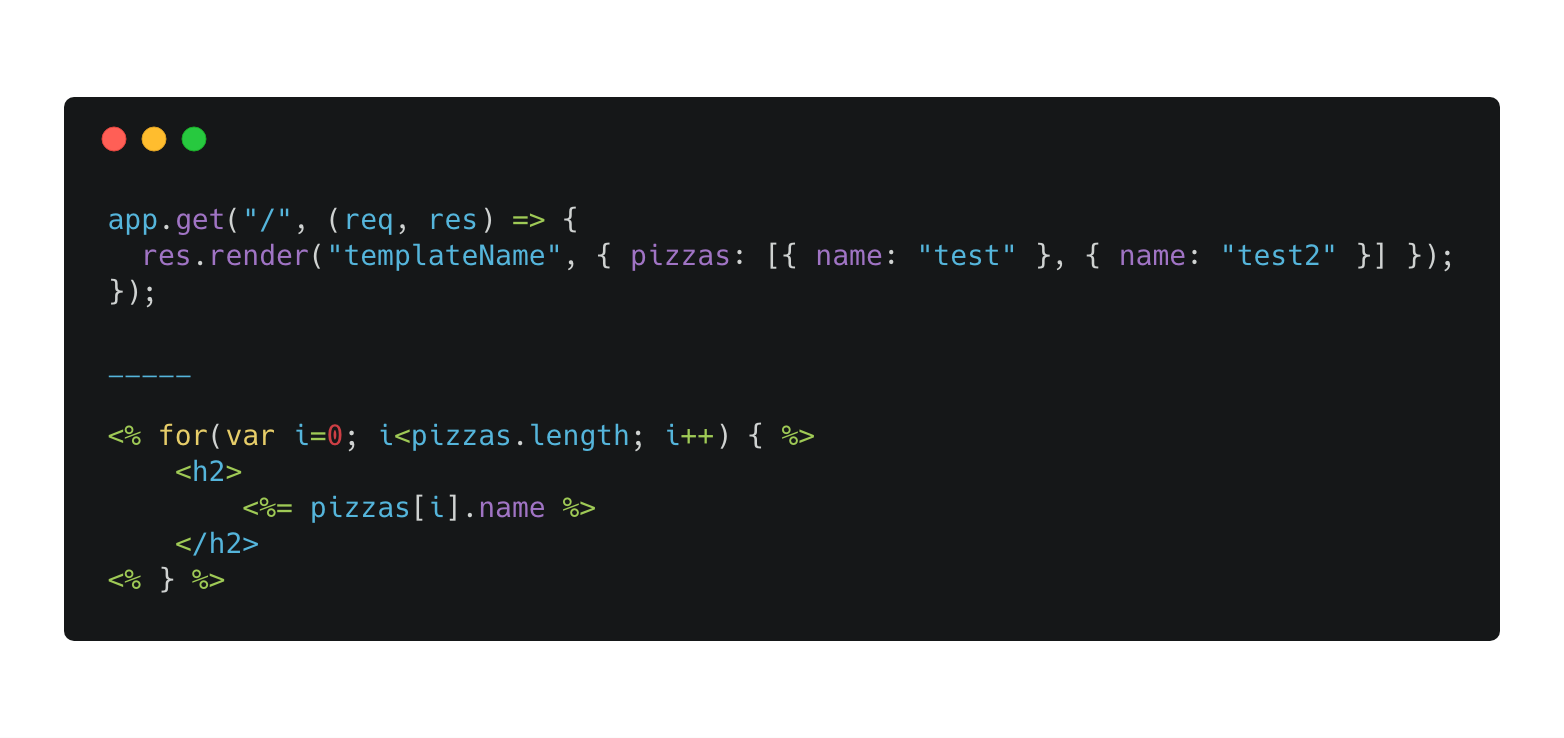 app.get("/", (req, res) => {
  res.render("templateName", { pizzas: [{ name: "test" }, { name: "test2" }] });
});
-----
<% for(var i=0; i<pizzas.length; i++) { %>
    <h2>
        <%= pizzas[i].name %>
    </h2>
<% } %>